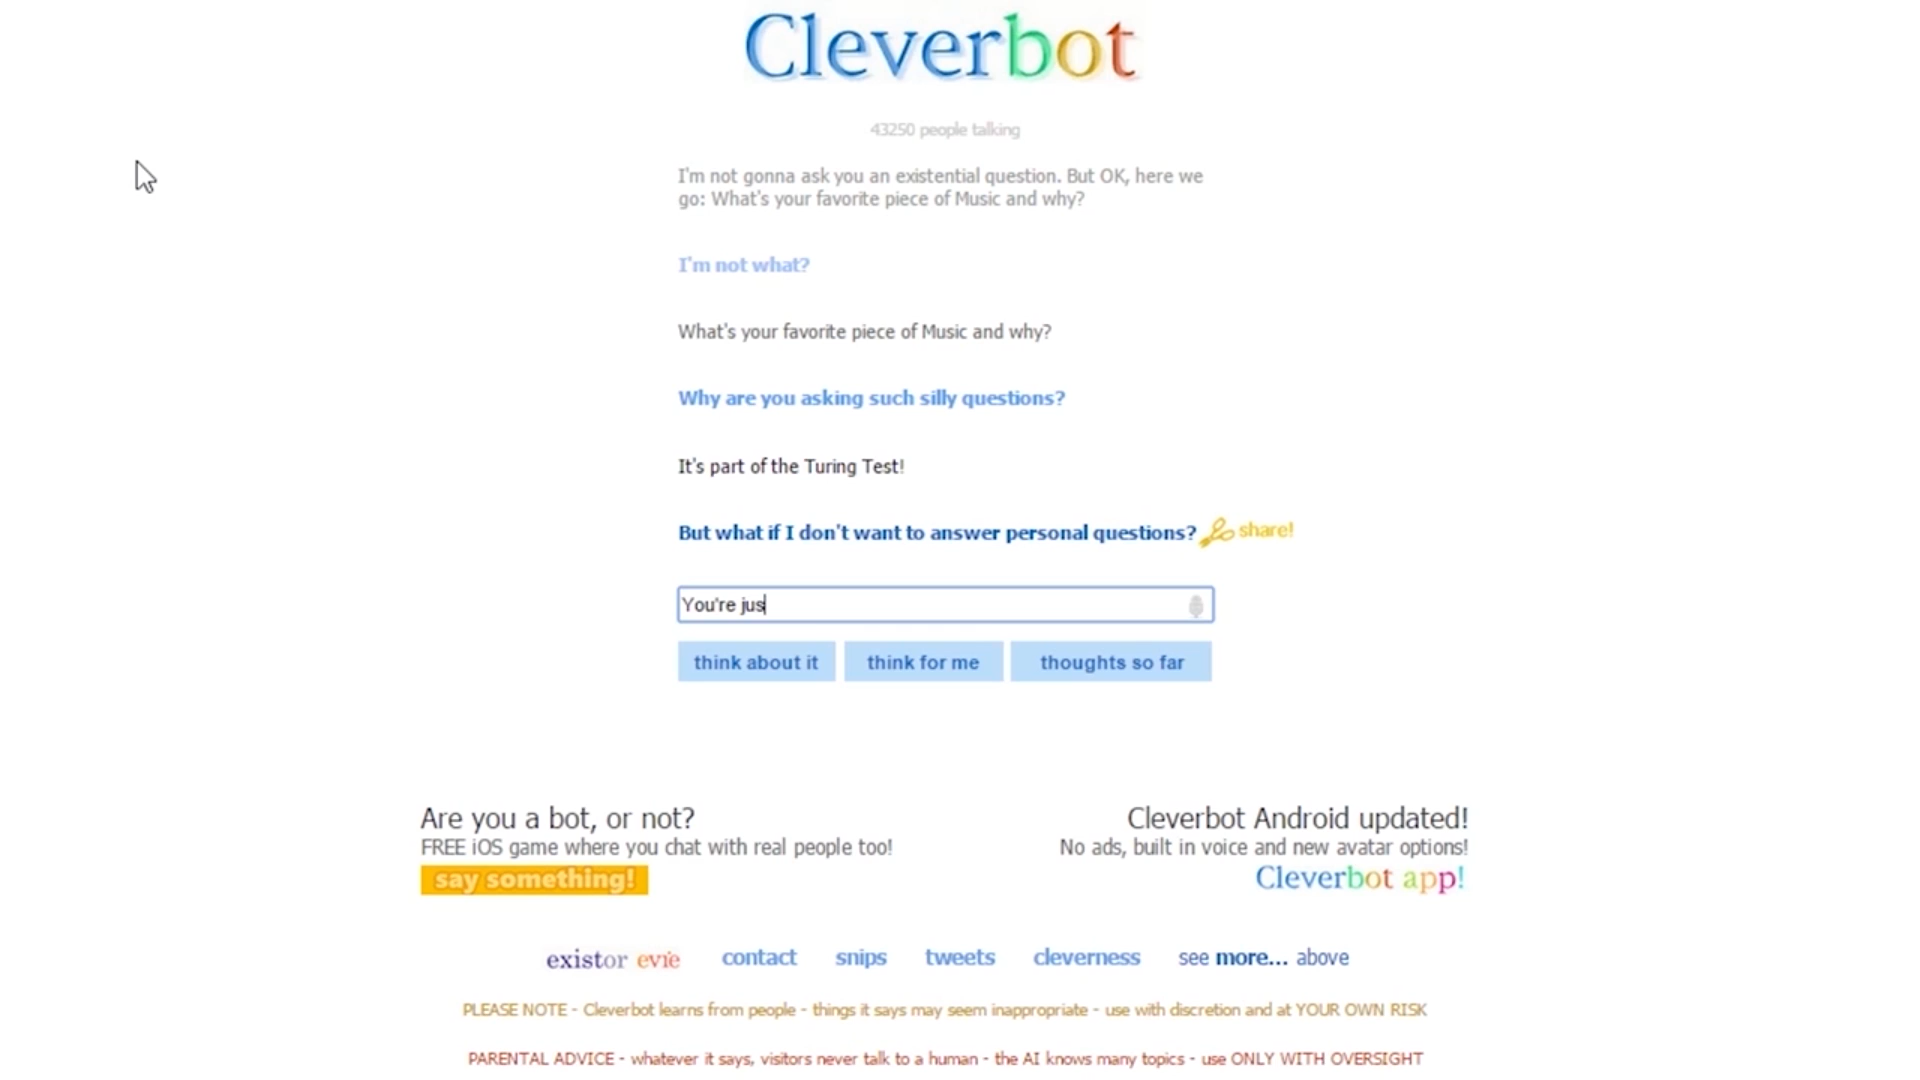 Cleverbot
43250 people talking
I'm not gonna ask you an existential question. But OK, here we
go: What's your favorite piece of Music and why?
I'm not what?
What's your favorite piece of Music and why?
Why are you asking such silly questions?
It's part of the Turing Test!
But what if I don't want to answer personal questions? share!
You're jus
think about it think for me thoughts so far
Are you a bot, or not?
FREE iOS game where you chat with real people too!
say something!
Cleverbot Android updated!
No ads, built in voice and new avatar options!
Cleverbot app!
existor evie contact snips tweets cleverness see more... above
PLEASE NOTE - Cleverbot learns from people - things it says may seem inappropriate - use with discretion and at YOUR OWN RISK
PARENTAL ADVICE - whatever it says, visitors never talk to a human - the AI knows many topics - use ONLY WITH OVERSIGHT